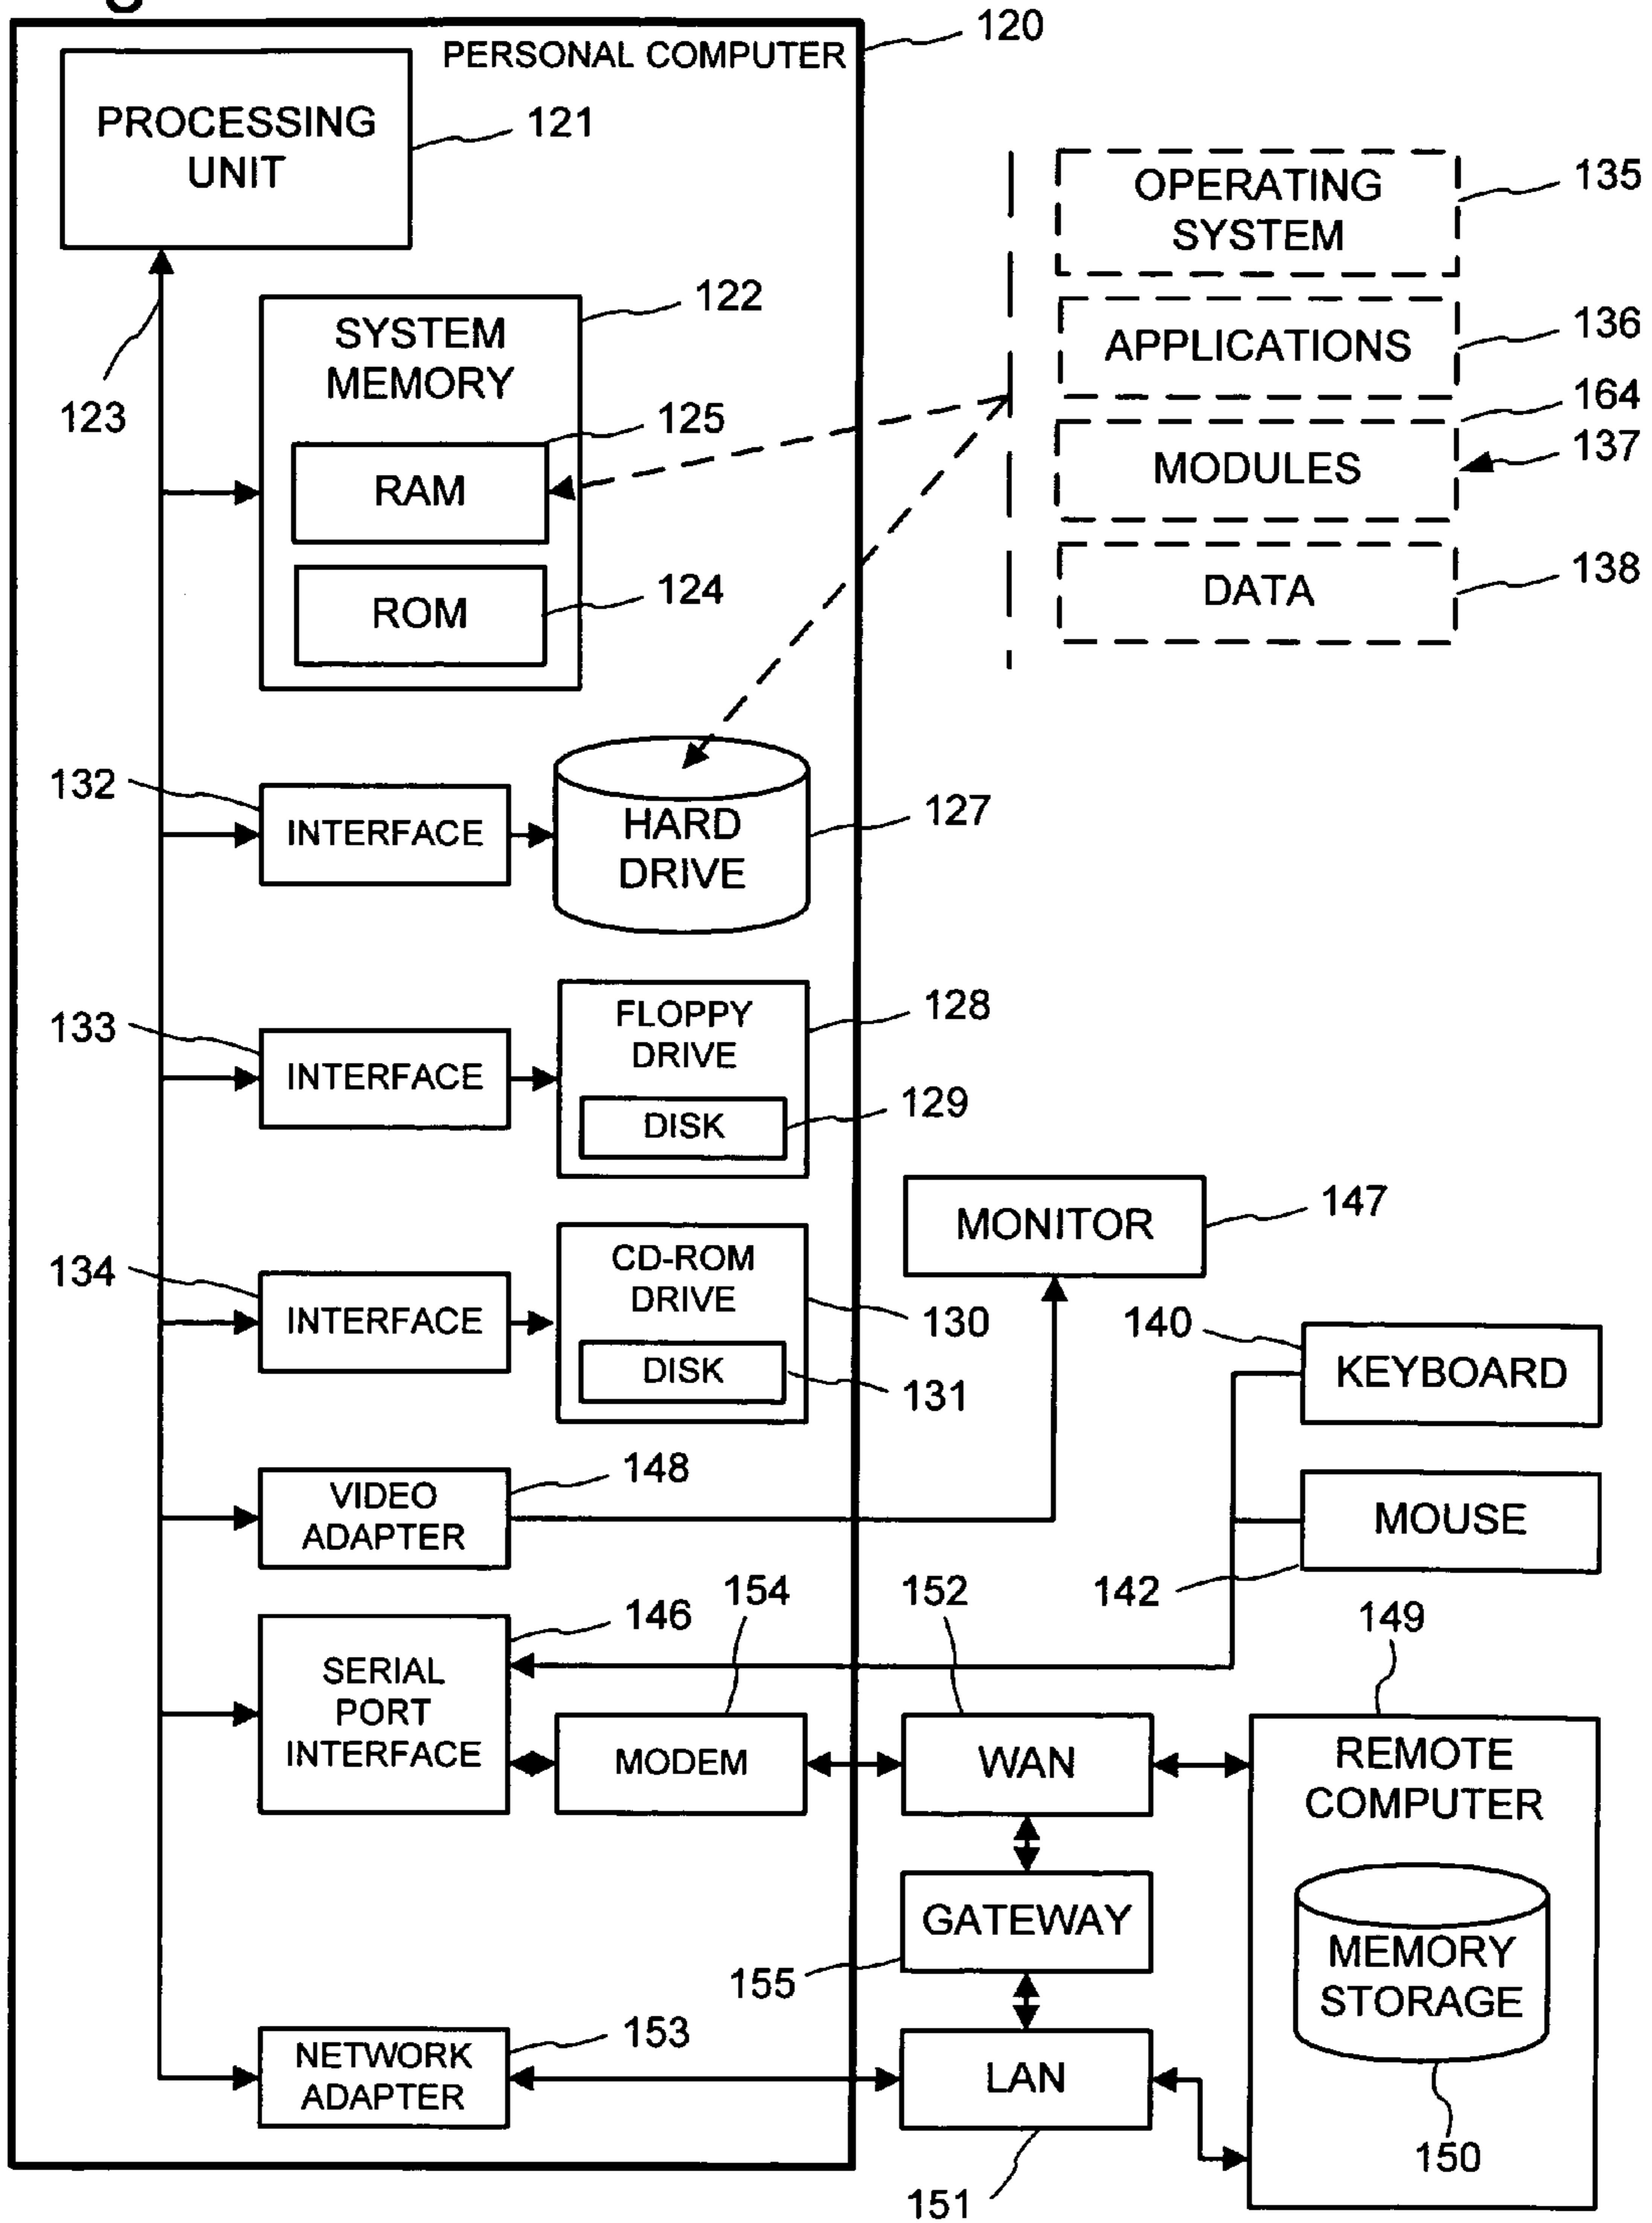 120
PERSONAL COMPUTER
PROCESSING
UNIT
121
135
OPERATING
SYSTEM
122
SYSTEM
MEMORY
136
APPLICATIONS
123
164
125
137
RAM
MODULES
124
ROM
138
DATA
132
INTERFACE
127
HARD
DRIVE
133
INTERFACE
128
FLOPPY
DRIVE
129
DISK
147
MONITOR
134
INTERFACE
CD-ROM
DRIVE
130
140
KEYBOARD
DISK
131
148
VIDEO
ADAPTER
MOUSE
142
154
152
146
149
SERIAL
PORT
INTERFACE
MODEM
WAN
REMOTE
COMPUTER
GATEWAY
155
MEMORY
STORAGE
153
NETWORK
ADAPTER
LAN
150
151